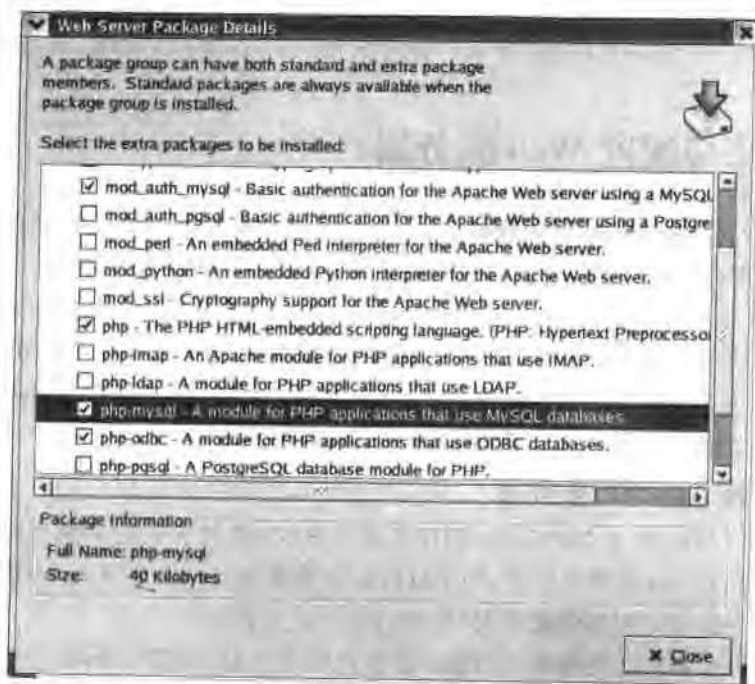 Web Server Package Details
A package group can have both standard and extra package
members. Standard packages are always available when the
package group is installed.
Select the extra packages to be installed:
mod_auth_mysql - Basic authentication for the Apache Web server using a MySQL
mod_auth_pgsql - Basic authentication for the Apache Web server using a Postgre
mod_perl - An embedded Perl interpreter for the Apache Web server.
mod_python - An embedded Python interpreter for the Apache Web server.
mod_ssl - Cryptography support for the Apache Web server.
php - The PHP HTML-embedded scripting language. (PHP: Hypertext Preprocessor
php-imap - An Apache module for PHP applications that use IMAP.
php-ldap - A module for PHP applications that use LDAP.
php-mysql - A module for PHP applications that use MySQL databases.
php-odbc - A module for PHP applications that use ODBC databases.
php-pgsql - A PostgreSQL database module for PHP.
Package Information
Full Name: php-mysql
Size: 40 Kilobytes
Close